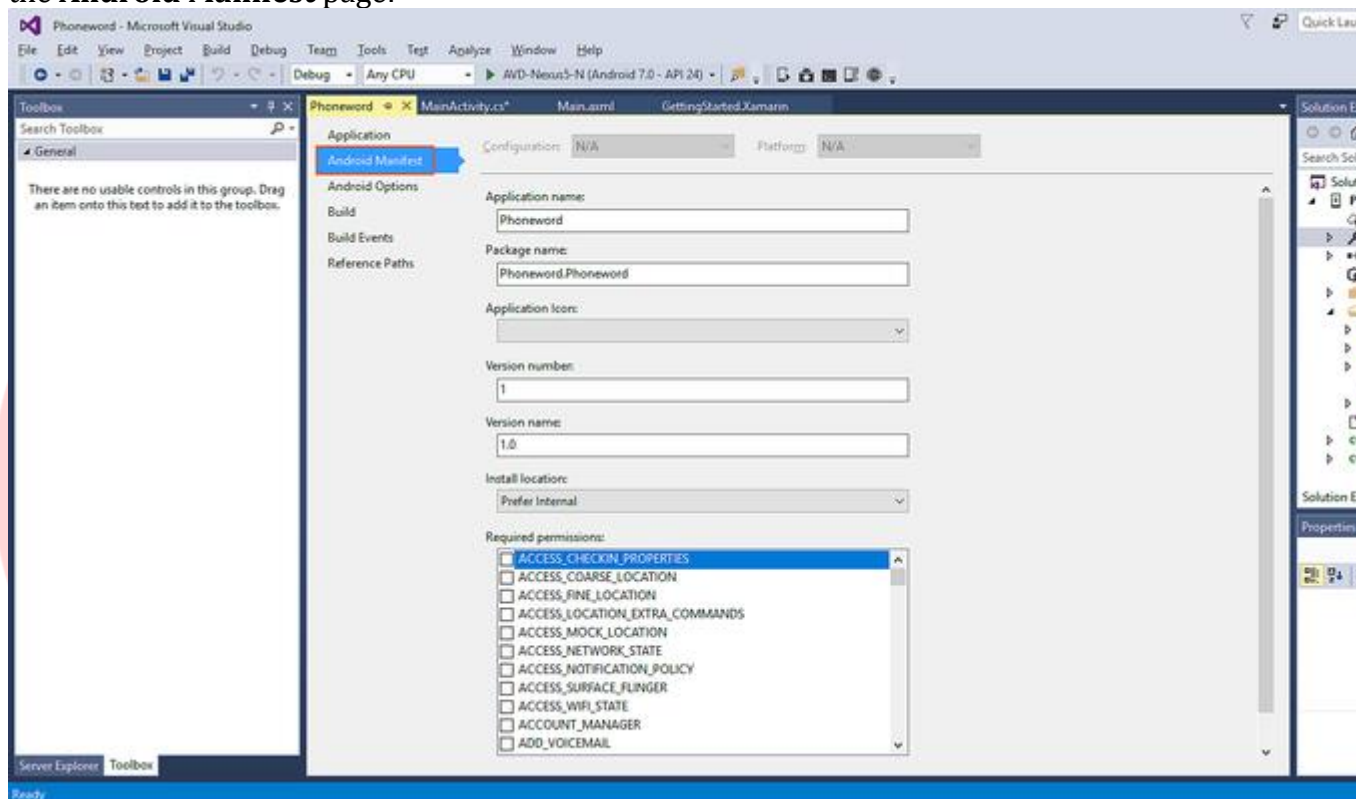 the Android Manifest page.
Phoneword - Microsoft Visual Studio
Quick Lau
File Edit View Project Build Debug Team Tools Test Analyze Window Help
Debug Any CPU AVD-Nexus5-N (Android 7.0 - API 24)
Toolbox
Phoneword MainActivity.cs* Main.axml GettingStarted.Xamarin
Solution E
Search Toolbox
General
There are no usable controls in this group. Drag
an item onto this text to add it to the toolbox.
Application
Android Manifest
Android Options
Build
Build Events
Reference Paths
Configuration: N/A Platform: N/A
Application name:
Phoneword
Package name:
Phoneword.Phoneword
Application Icon:
Version number:
1
Version name:
1.0
Install location:
Prefer Internal
Required permissions:
ACCESS_CHECKIN_PROPERTIES
ACCESS_COARSE_LOCATION
ACCESS_FINE_LOCATION
ACCESS_LOCATION_EXTRA_COMMANDS
ACCESS_MOCK_LOCATION
ACCESS_NETWORK_STATE
ACCESS_NOTIFICATION_POLICY
ACCESS_SURFACE_FLINGER
ACCESS_WIFI_STATE
ACCOUNT_MANAGER
ADD_VOICEMAIL
Search Sol
Solut
P
Solution E
Properties
Server Explorer Toolbox
Ready